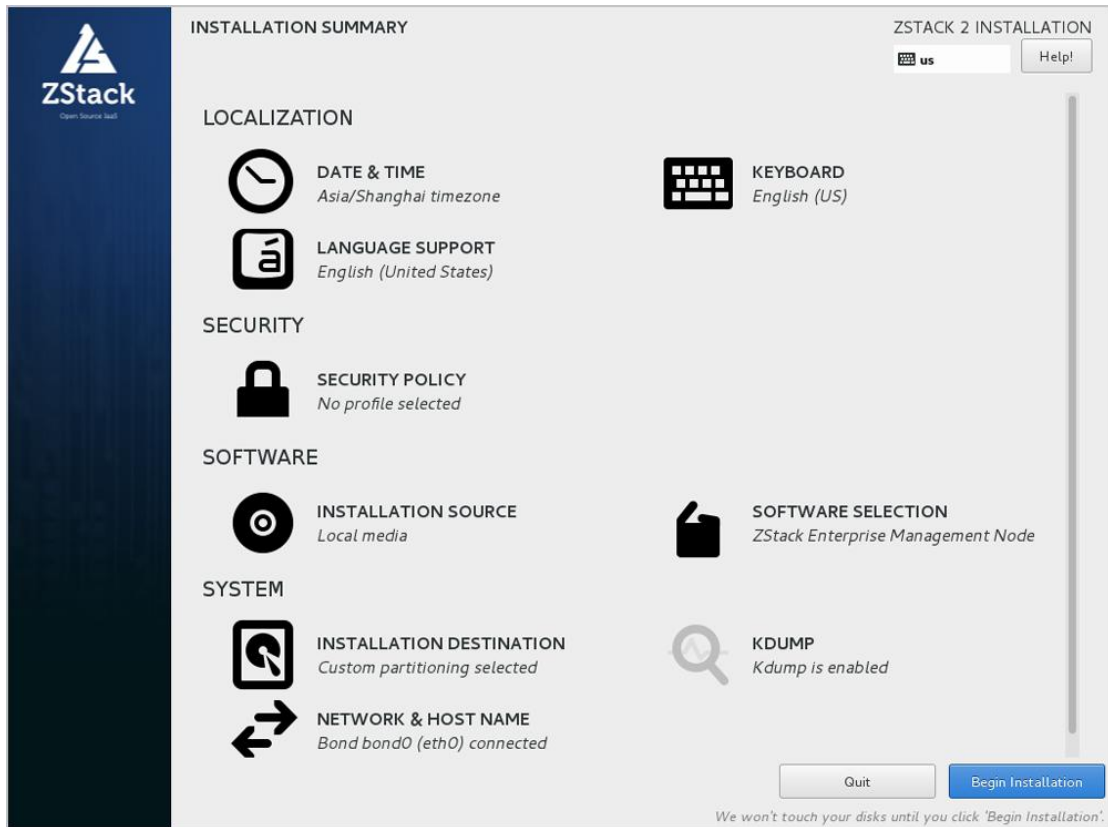 ZStack
Open Source IaaS
INSTALLATION SUMMARY
ZSTACK 2 INSTALLATION
us
Help!
LOCALIZATION
DATE & TIME
Asia/Shanghai timezone
KEYBOARD
English (US)
LANGUAGE SUPPORT
English (United States)
SECURITY
SECURITY POLICY
No profile selected
SOFTWARE
INSTALLATION SOURCE
Local media
SOFTWARE SELECTION
ZStack Enterprise Management Node
SYSTEM
INSTALLATION DESTINATION
Custom partitioning selected
KDUMP
Kdump is enabled
NETWORK & HOST NAME
Bond bond0 (eth0) connected
Quit
Begin Installation
We won't touch your disks until you click 'Begin Installation'.